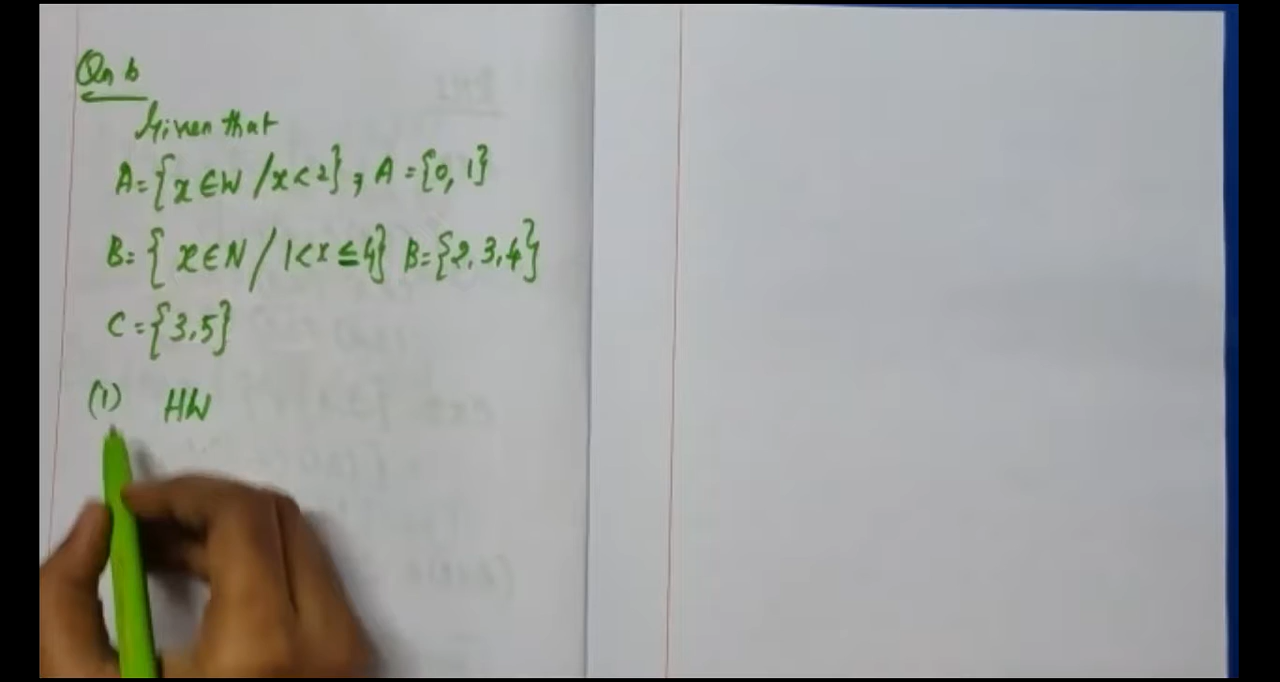 Qn 6
Given that
A={x∈W/x<2}, A={0,1}
B={x∈N/1<x≤4} B={2,3,4}
C={3,5}
(1) HW